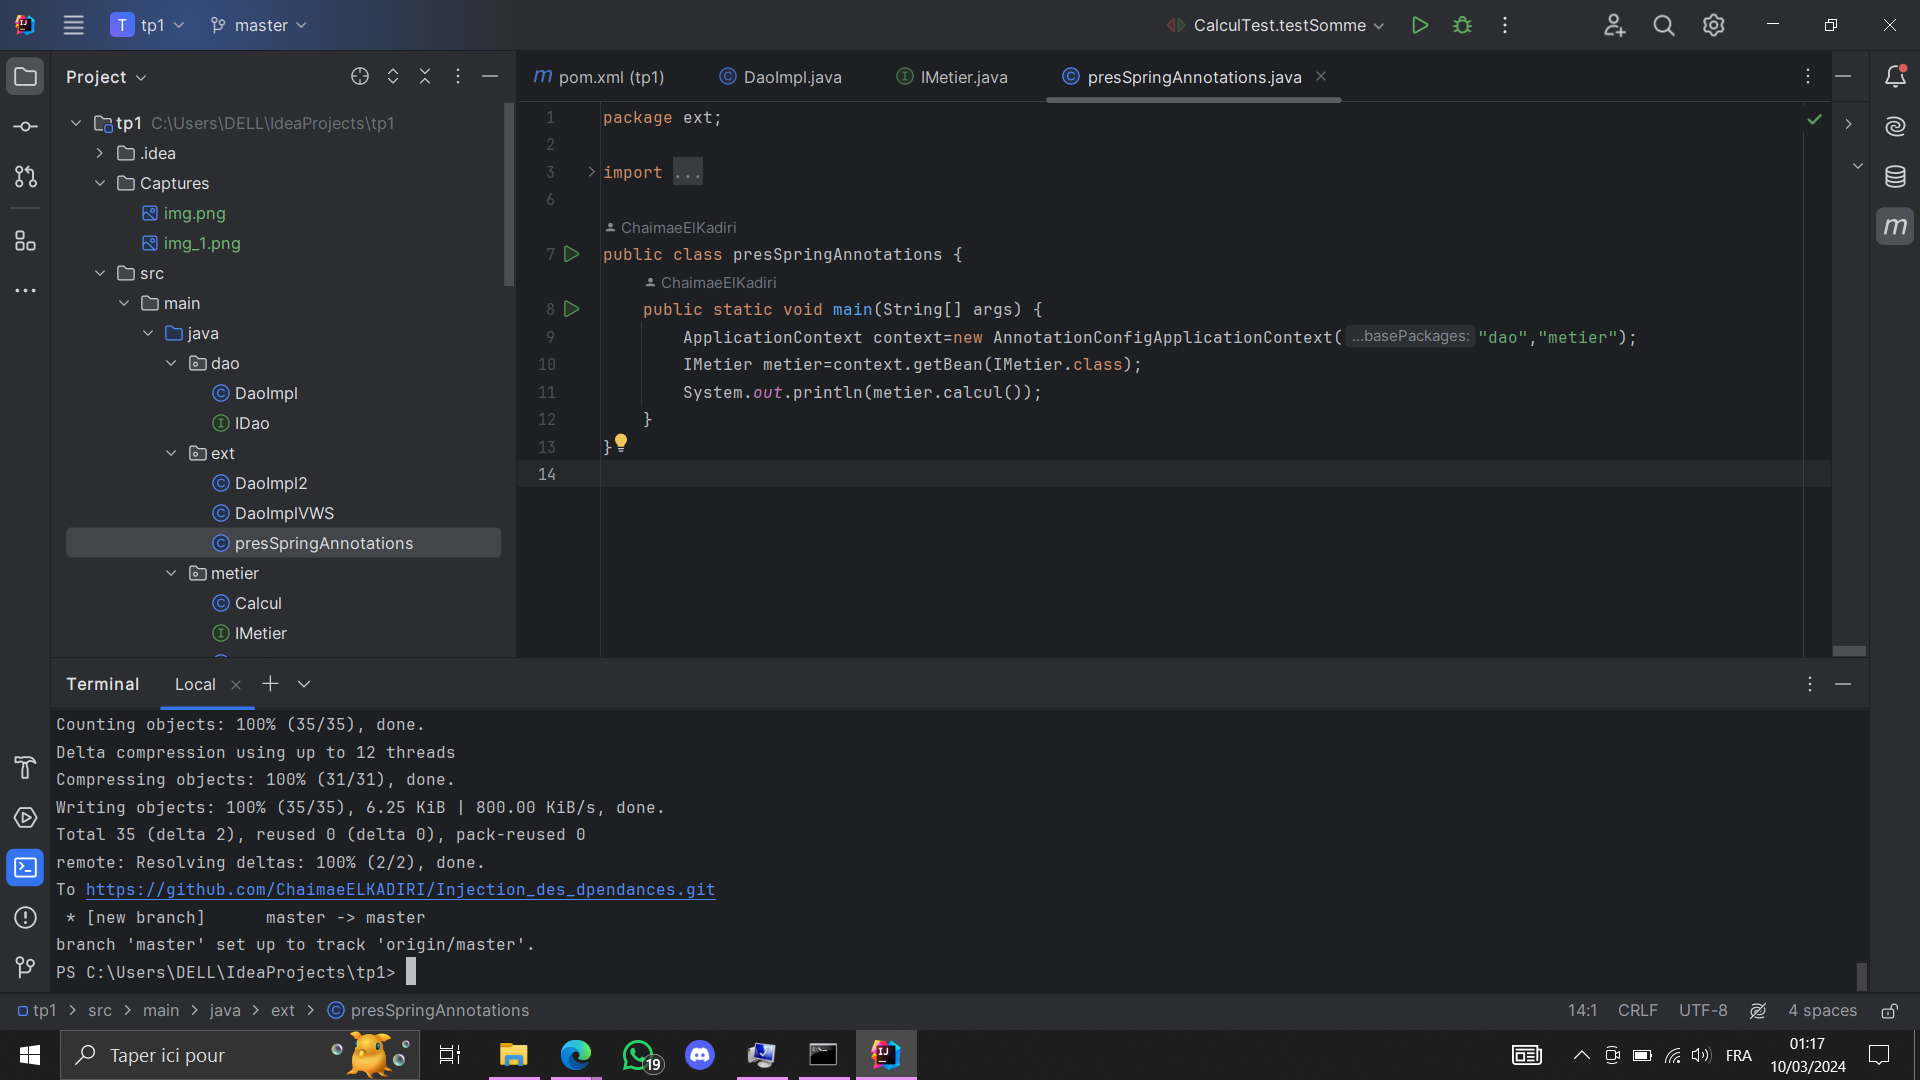 T tp1 master
CalculTest.testSomme
Project
tp1 C:\Users\DELL\IdeaProjects\tp1
.idea
Captures
img.png
img_1.png
src
main
java
dao
DaoImpl
IDao
ext
DaoImpl2
DaoImplVWS
presSpringAnnotations
metier
Calcul
IMetier
m pom.xml (tp1) DaoImpl.java IMetier.java presSpringAnnotations.java
1 package ext;
2
3 import ...
6
ChaimaeElKadiri
7 public class presSpringAnnotations {
ChaimaeElKadiri
8 public static void main(String[] args) {
9 ApplicationContext context=new AnnotationConfigApplicationContext( ...basePackages: "dao","metier");
10 IMetier metier=context.getBean(IMetier.class);
11 System.out.println(metier.calcul());
12 }
13 }
14
m
Terminal Local
Counting objects: 100% (35/35), done.
Delta compression using up to 12 threads
Compressing objects: 100% (31/31), done.
Writing objects: 100% (35/35), 6.25 KiB | 800.00 KiB/s, done.
Total 35 (delta 2), reused 0 (delta 0), pack-reused 0
remote: Resolving deltas: 100% (2/2), done.
To https://github.com/ChaimaeELKADIRI/Injection_des_dpendances.git
* [new branch] master -> master
branch 'master' set up to track 'origin/master'.
PS C:\Users\DELL\IdeaProjects\tp1>
tp1 > src > main > java > ext > presSpringAnnotations
14:1 CRLF UTF-8 4 spaces
Taper ici pour
19
FRA
01:17
10/03/2024